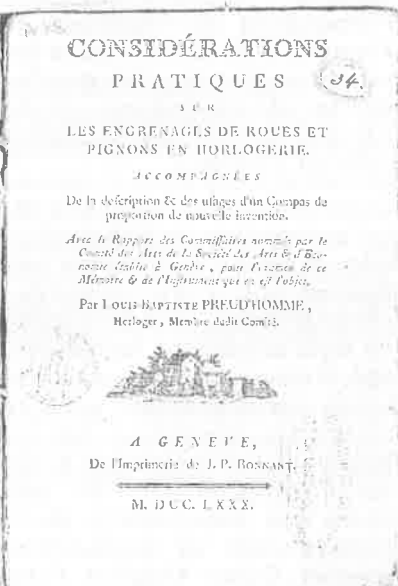 CONSIDÉRATIONS
PRATIQUES
34.
SUR
LES ENGRENAGES DE ROUES ET
PIGNONS EN HORLOGERIE.
ACCOMPAGNÉES
De la deſcription & des uſages d'un Compas de
proportion de nouvelle invention.
Avec le Rapport des Commiſſaires nommés par le
Comité des Arts de la Société des Arts & d'Eco-
nomie établie à Genève, pour l'examen de ce
Mémoire & de l'Inſtrument qui en eſt l'objet.
Par LOUIS BAPTISTE PREUD'HOMME,
Horloger, Membre dudit Comité.
A GENEVE,
De l'Imprimerie de J. P. BONNANT.
M. DCC. LXXX.